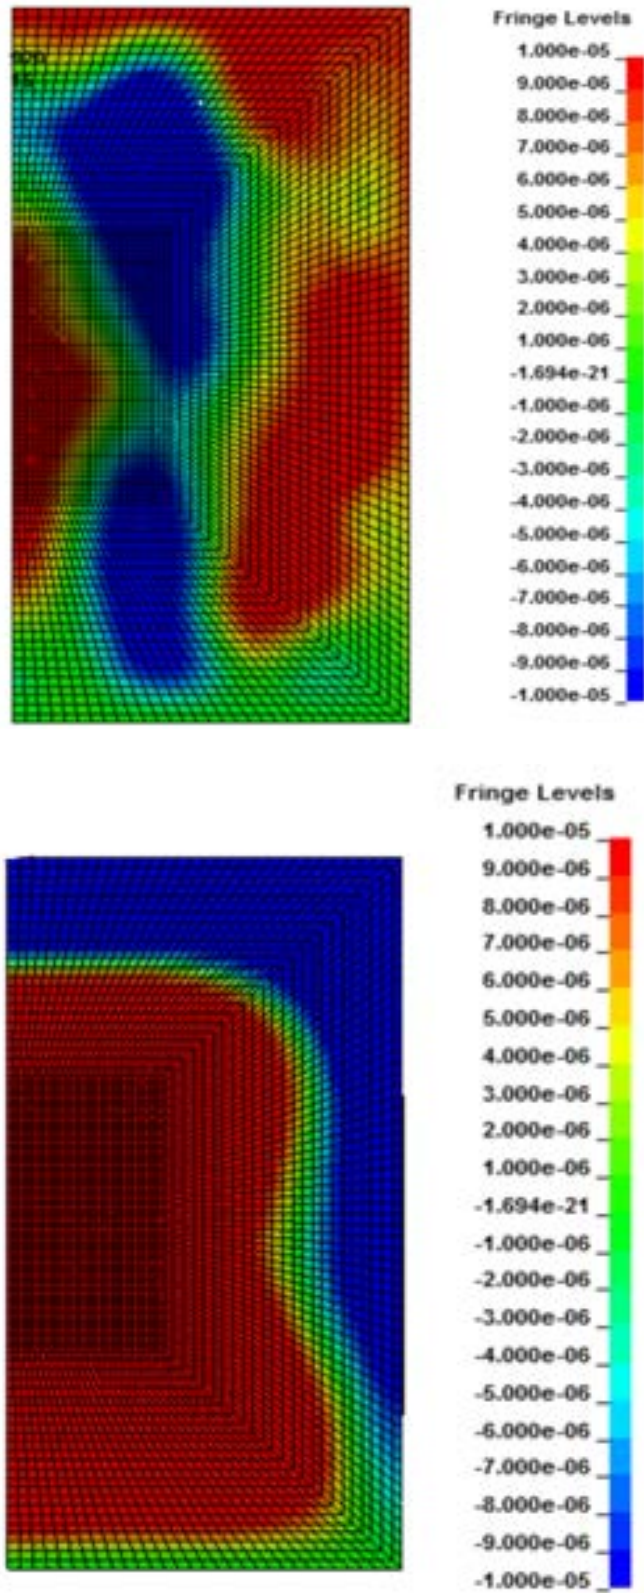 Fringe Levels
1.000e-05
9.000e-06
8.000e-06
7.000e-06
6.000e-06
5.000e-06
4.000e-06
3.000e-06
2.000e-06
1.000e-06
-1.694e-21
-1.000e-06
-2.000e-06
-3.000e-06
-4.000e-06
-5.000e-06
-6.000e-06
-7.000e-06
-8.000e-06
-9.000e-06
-1.000e-05
Fringe Levels
1.000e-05
9.000e-06
8.000e-06
7.000e-06
6.000e-06
5.000e-06
4.000e-06
3.000e-06
2.000e-06
1.000e-06
-1.694e-21
-1.000e-06
-2.000e-06
-3.000e-06
-4.000e-06
-5.000e-06
-6.000e-06
-7.000e-06
-8.000e-06
-9.000e-06
-1.000e-05